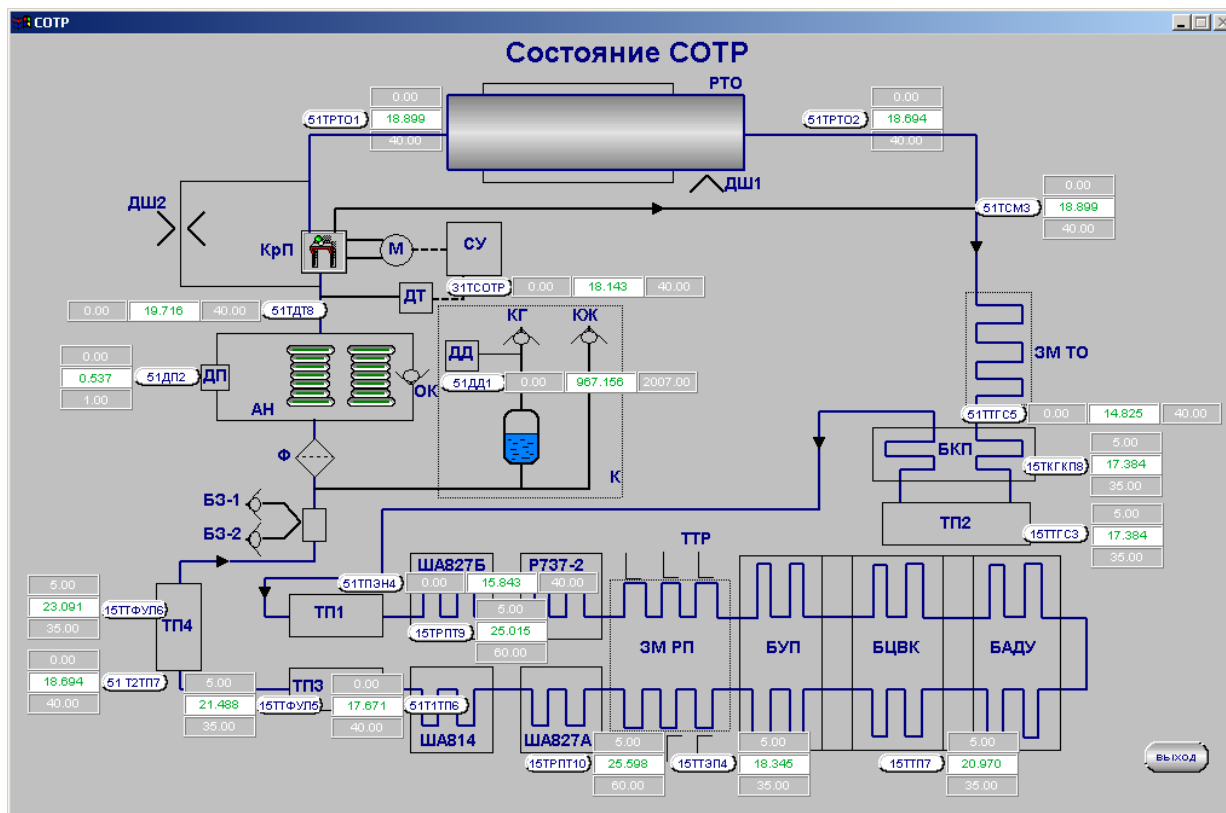 СОТР
Состояние СОТР
РТО
0.00
51ТРТО1 18.899
40.00
0.00
51ТРТО2 18.694
40.00
ДШ1
ДШ2
0.00
51ТСМ3 18.899
40.00
КрП
М
СУ
31ТСОТР 0.00 18.143 40.00
ДТ
0.00 19.716 40.00 51ТДТ8
КГ
КЖ
ДД
51ДД1 0.00 967.156 2007.00
К
0.00
0.537 51ДП2
1.00
ДП
АН
ОК
Ф
БЗ-1
БЗ-2
ЗМ ТО
51ТТГС5 0.00 14.825 40.00
БКП
5.00
15ТКГКП8 17.384
35.00
ТП2
5.00
15ТТГС3 17.384
35.00
ША827Б
Р737-2
ТТР
51ТПЭН4 0.00 15.843 40.00
ТП1
5.00
15ТРПТ9 25.015
60.00
ЗМ РП
БУП
БЦВК
БАДУ
5.00
23.091 15ТТФУЛ6
35.00
ТП4
0.00
18.694 51 Т2ТП7
40.00
ТП3
5.00
21.488 15ТТФУЛ5
35.00
0.00
17.671 51Т1ТП6
40.00
ША814
ША827А
5.00
15ТРПТ10 25.598
60.00
5.00
15ТТЭП4 18.345
35.00
5.00
15ТТП7 20.970
35.00
выход